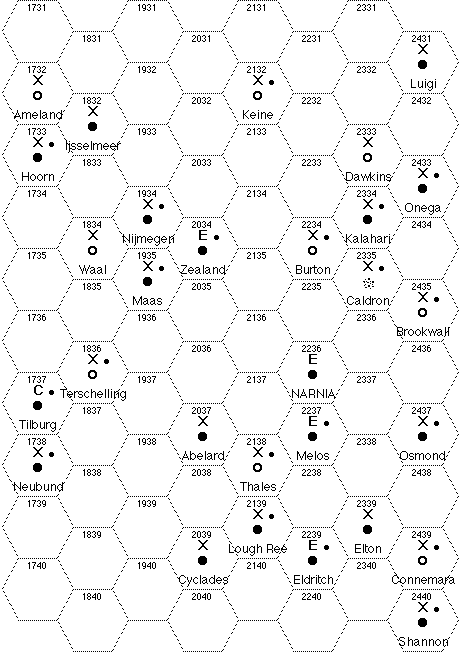 1731 1931 2131 2331
1831 2031 2231 2431
X
1732 1932 2132 2332
X X
Luigi
1832 2032 2232 2432
X
Ameland Keine
1733 1933 2133 2333
X X
Ijsselmeer
1833 2033 2233 2433
X
Hoorn Dawkins
1734 1934 2134 2334
X X
Onega
1834 2034 2234 2434
X E X
Nijmegen Kalahari
1735 1935 2135 2335
X X
Waal Zealand Burton
1835 2035 2235 2435
X
Maas Caldron
1736 1936 2136 2336
Brookwall
1836 2036 2236 2436
X E
1737 1937 2137 2337
C
Terschelling NARNIA
1837 2037 2237 2437
X E X
Tilburg
1738 1938 2138 2338
X X
Abelard Melos Osmond
1838 2038 2238 2438
Neubund Thales
1739 1939 2139 2339
X X
1839 2039 2239 2439
X E X
Lough Ree Elton
1740 1940 2140 2340
Cyclades Eldritch Connemara
1840 2040 2240 2440
X
Shannon